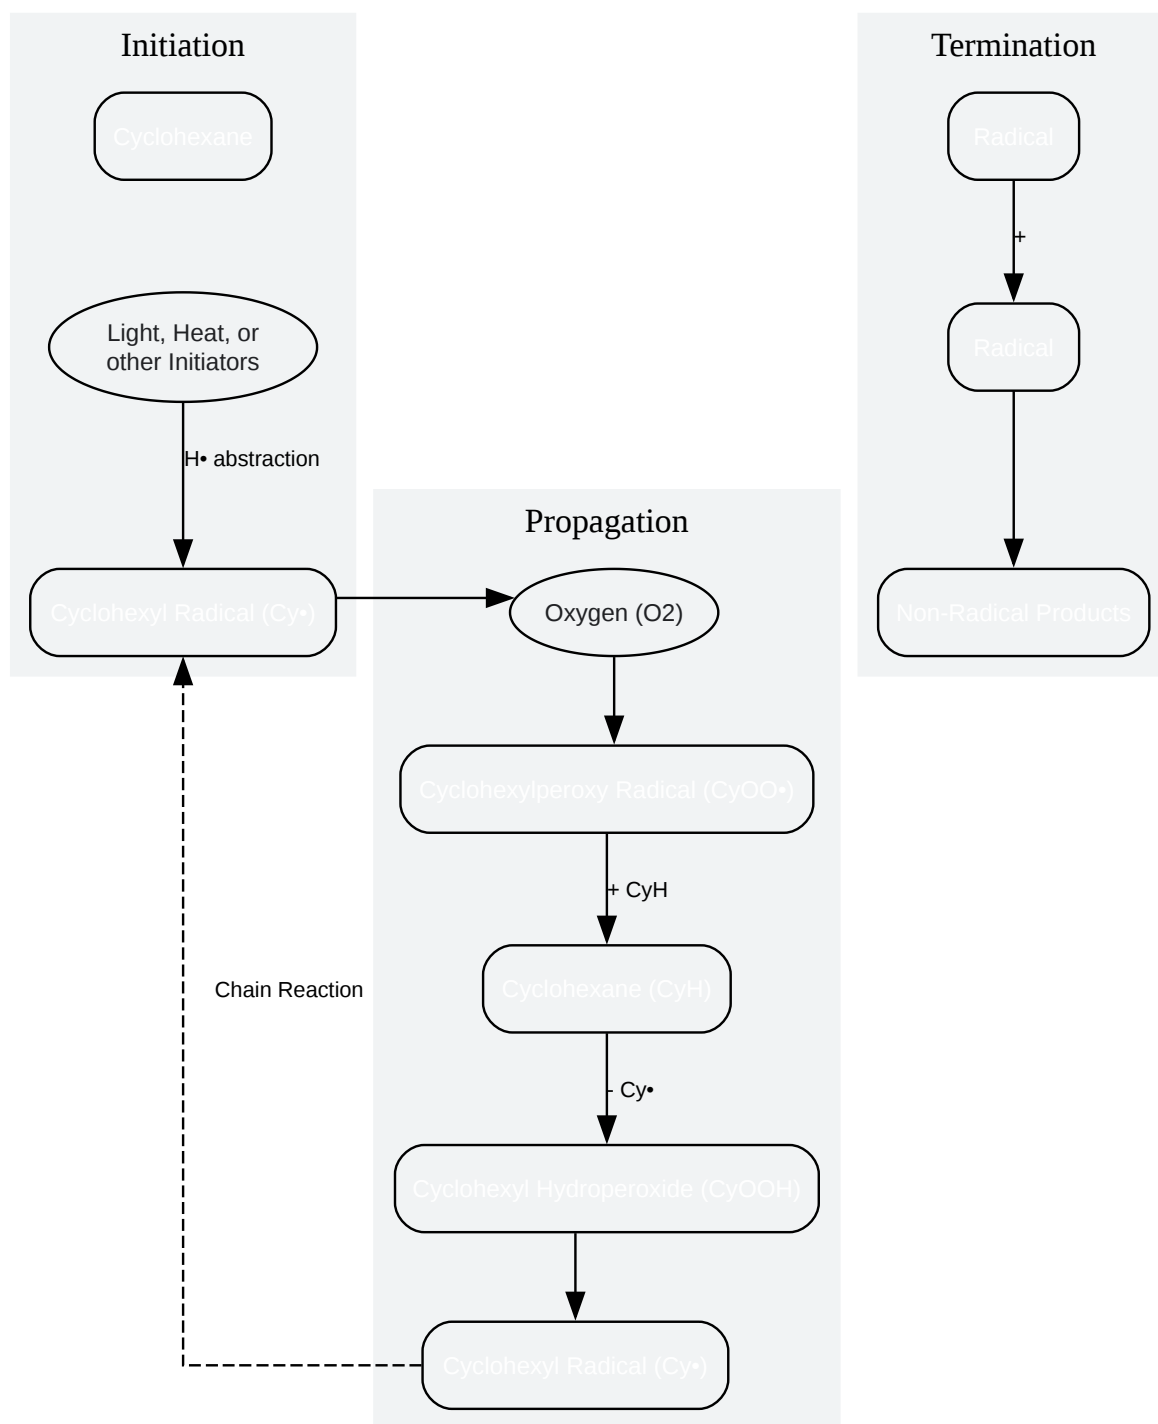 Initiation
Cyclohexane
Light, Heat, or
other Initiators
H• abstraction
Cyclohexyl Radical (Cy•)
Chain Reaction
Propagation
Oxygen (O2)
Cyclohexylperoxy Radical (CyOO•)
+ CyH
Cyclohexane (CyH)
- Cy•
Cyclohexyl Hydroperoxide (CyOOH)
Cyclohexyl Radical (Cy•)
Termination
Radical
+
Radical
Non-Radical Products